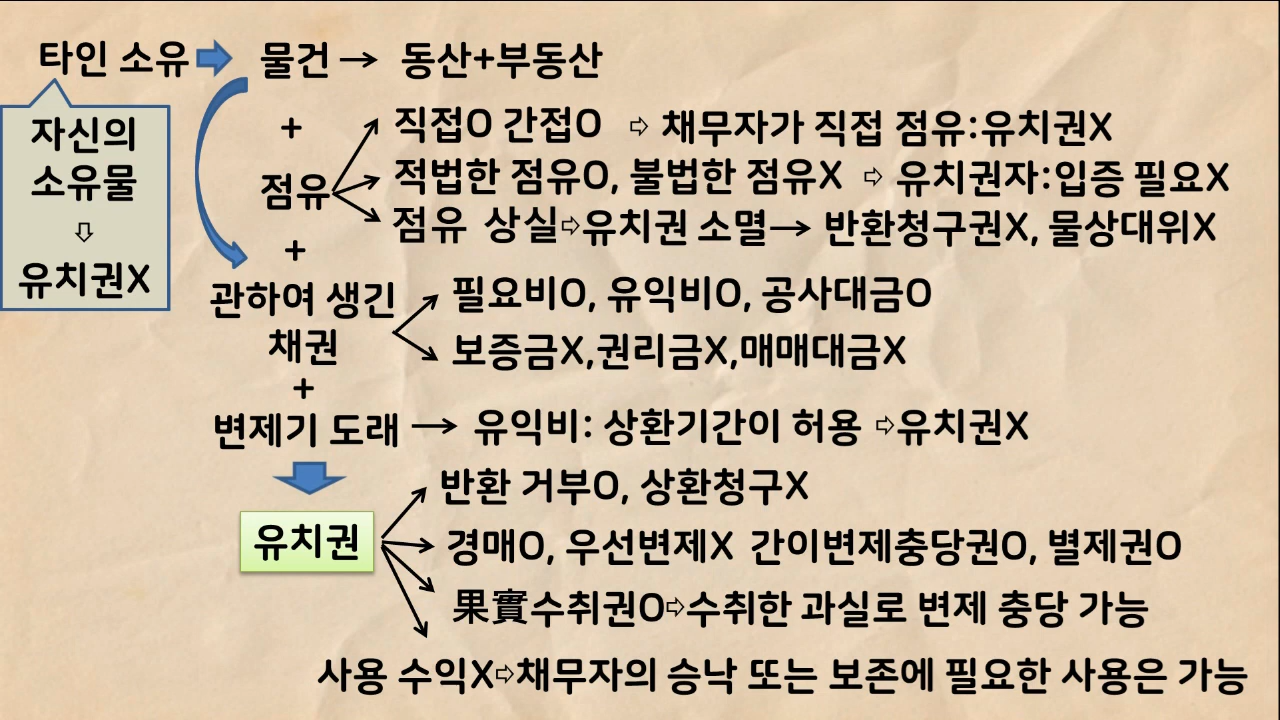 타인 소유 ➡ 물건 → 동산+부동산
자신의
소유물
⇩
유치권X
+
점유
직접O 간접O ⇨ 채무자가 직접 점유:유치권X
적법한 점유O, 불법한 점유X ⇨ 유치권자:입증 필요X
점유 상실⇨유치권 소멸→ 반환청구권X, 물상대위X
+
관하여 생긴
채권
필요비O, 유익비O, 공사대금O
보증금X,권리금X,매매대금X
+
변제기 도래 → 유익비: 상환기간이 허용 ⇨유치권X
유치권
반환 거부O, 상환청구X
경매O, 우선변제X 간이변제충당권O, 별제권O
果實수취권O⇨수취한 과실로 변제 충당 가능
사용 수익X⇨채무자의 승낙 또는 보존에 필요한 사용은 가능